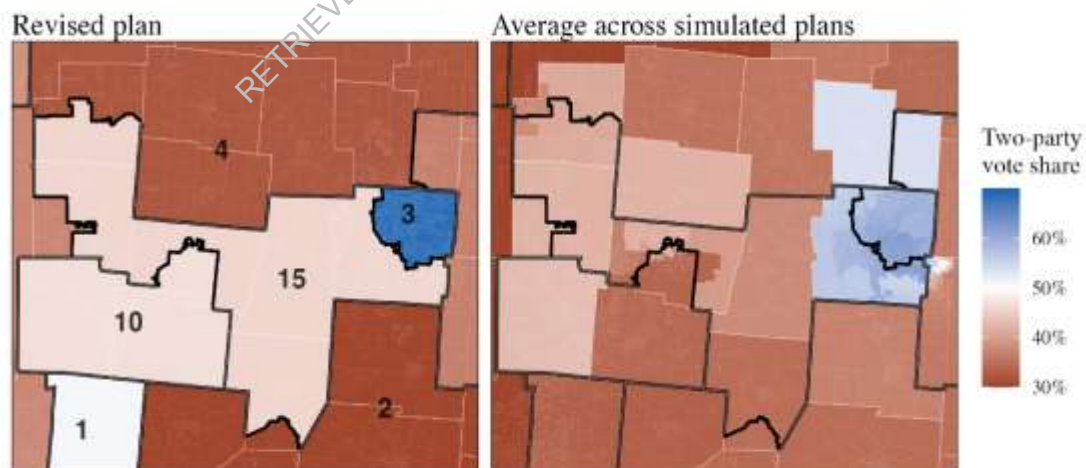 Revised plan
Average across simulated plans
RETRIEVE
4
3
15
10
1
2
Two-party
vote share
60%
50%
40%
30%